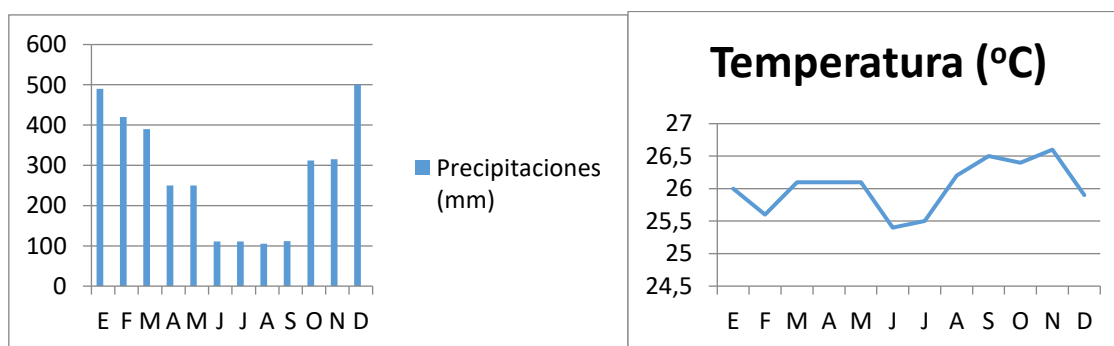 600
500
400
300
200
100
0
E F M A M J J A S O N D
Precipitaciones
(mm)
Temperatura (ºC)
27
26,5
26
25,5
25
24,5
E F M A M J J A S O N D